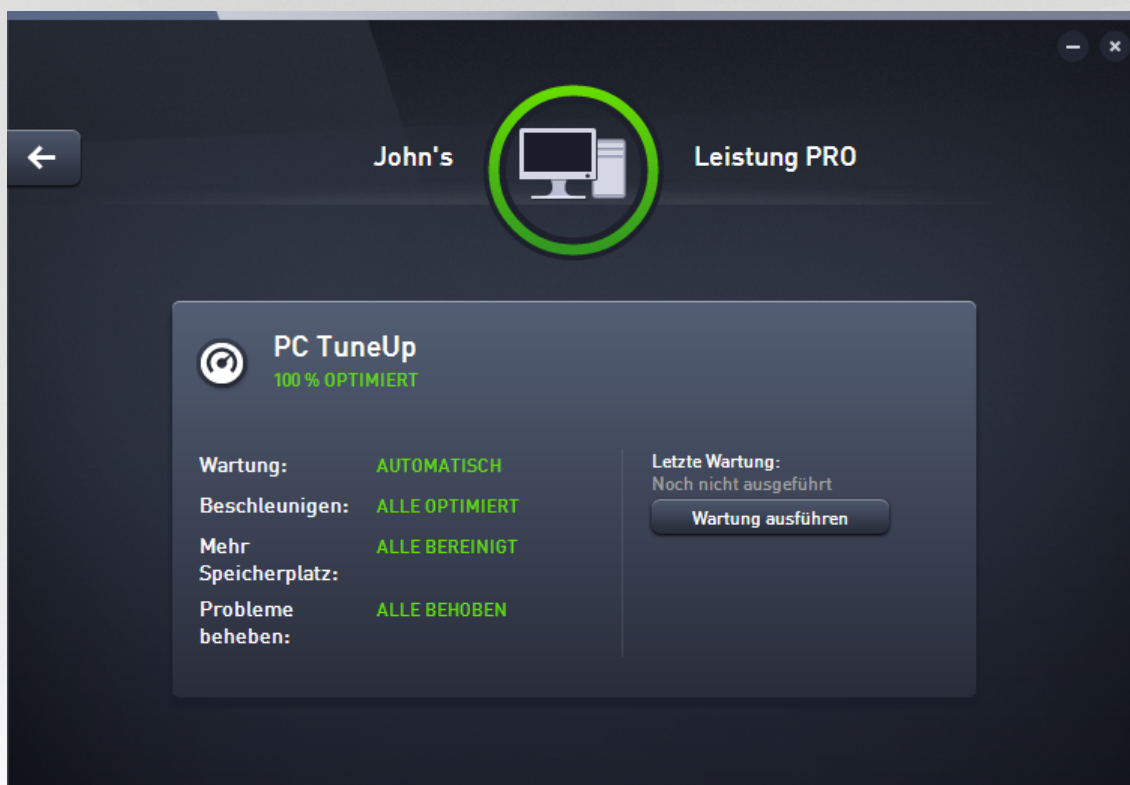 John's
Leistung PRO
PC TuneUp
100 % OPTIMIERT
Wartung: AUTOMATISCH
Beschleunigen: ALLE OPTIMIERT
Mehr
Speicherplatz: ALLE BEREINIGT
Probleme
beheben: ALLE BEHOBEN
Letzte Wartung:
Noch nicht ausgeführt
Wartung ausführen